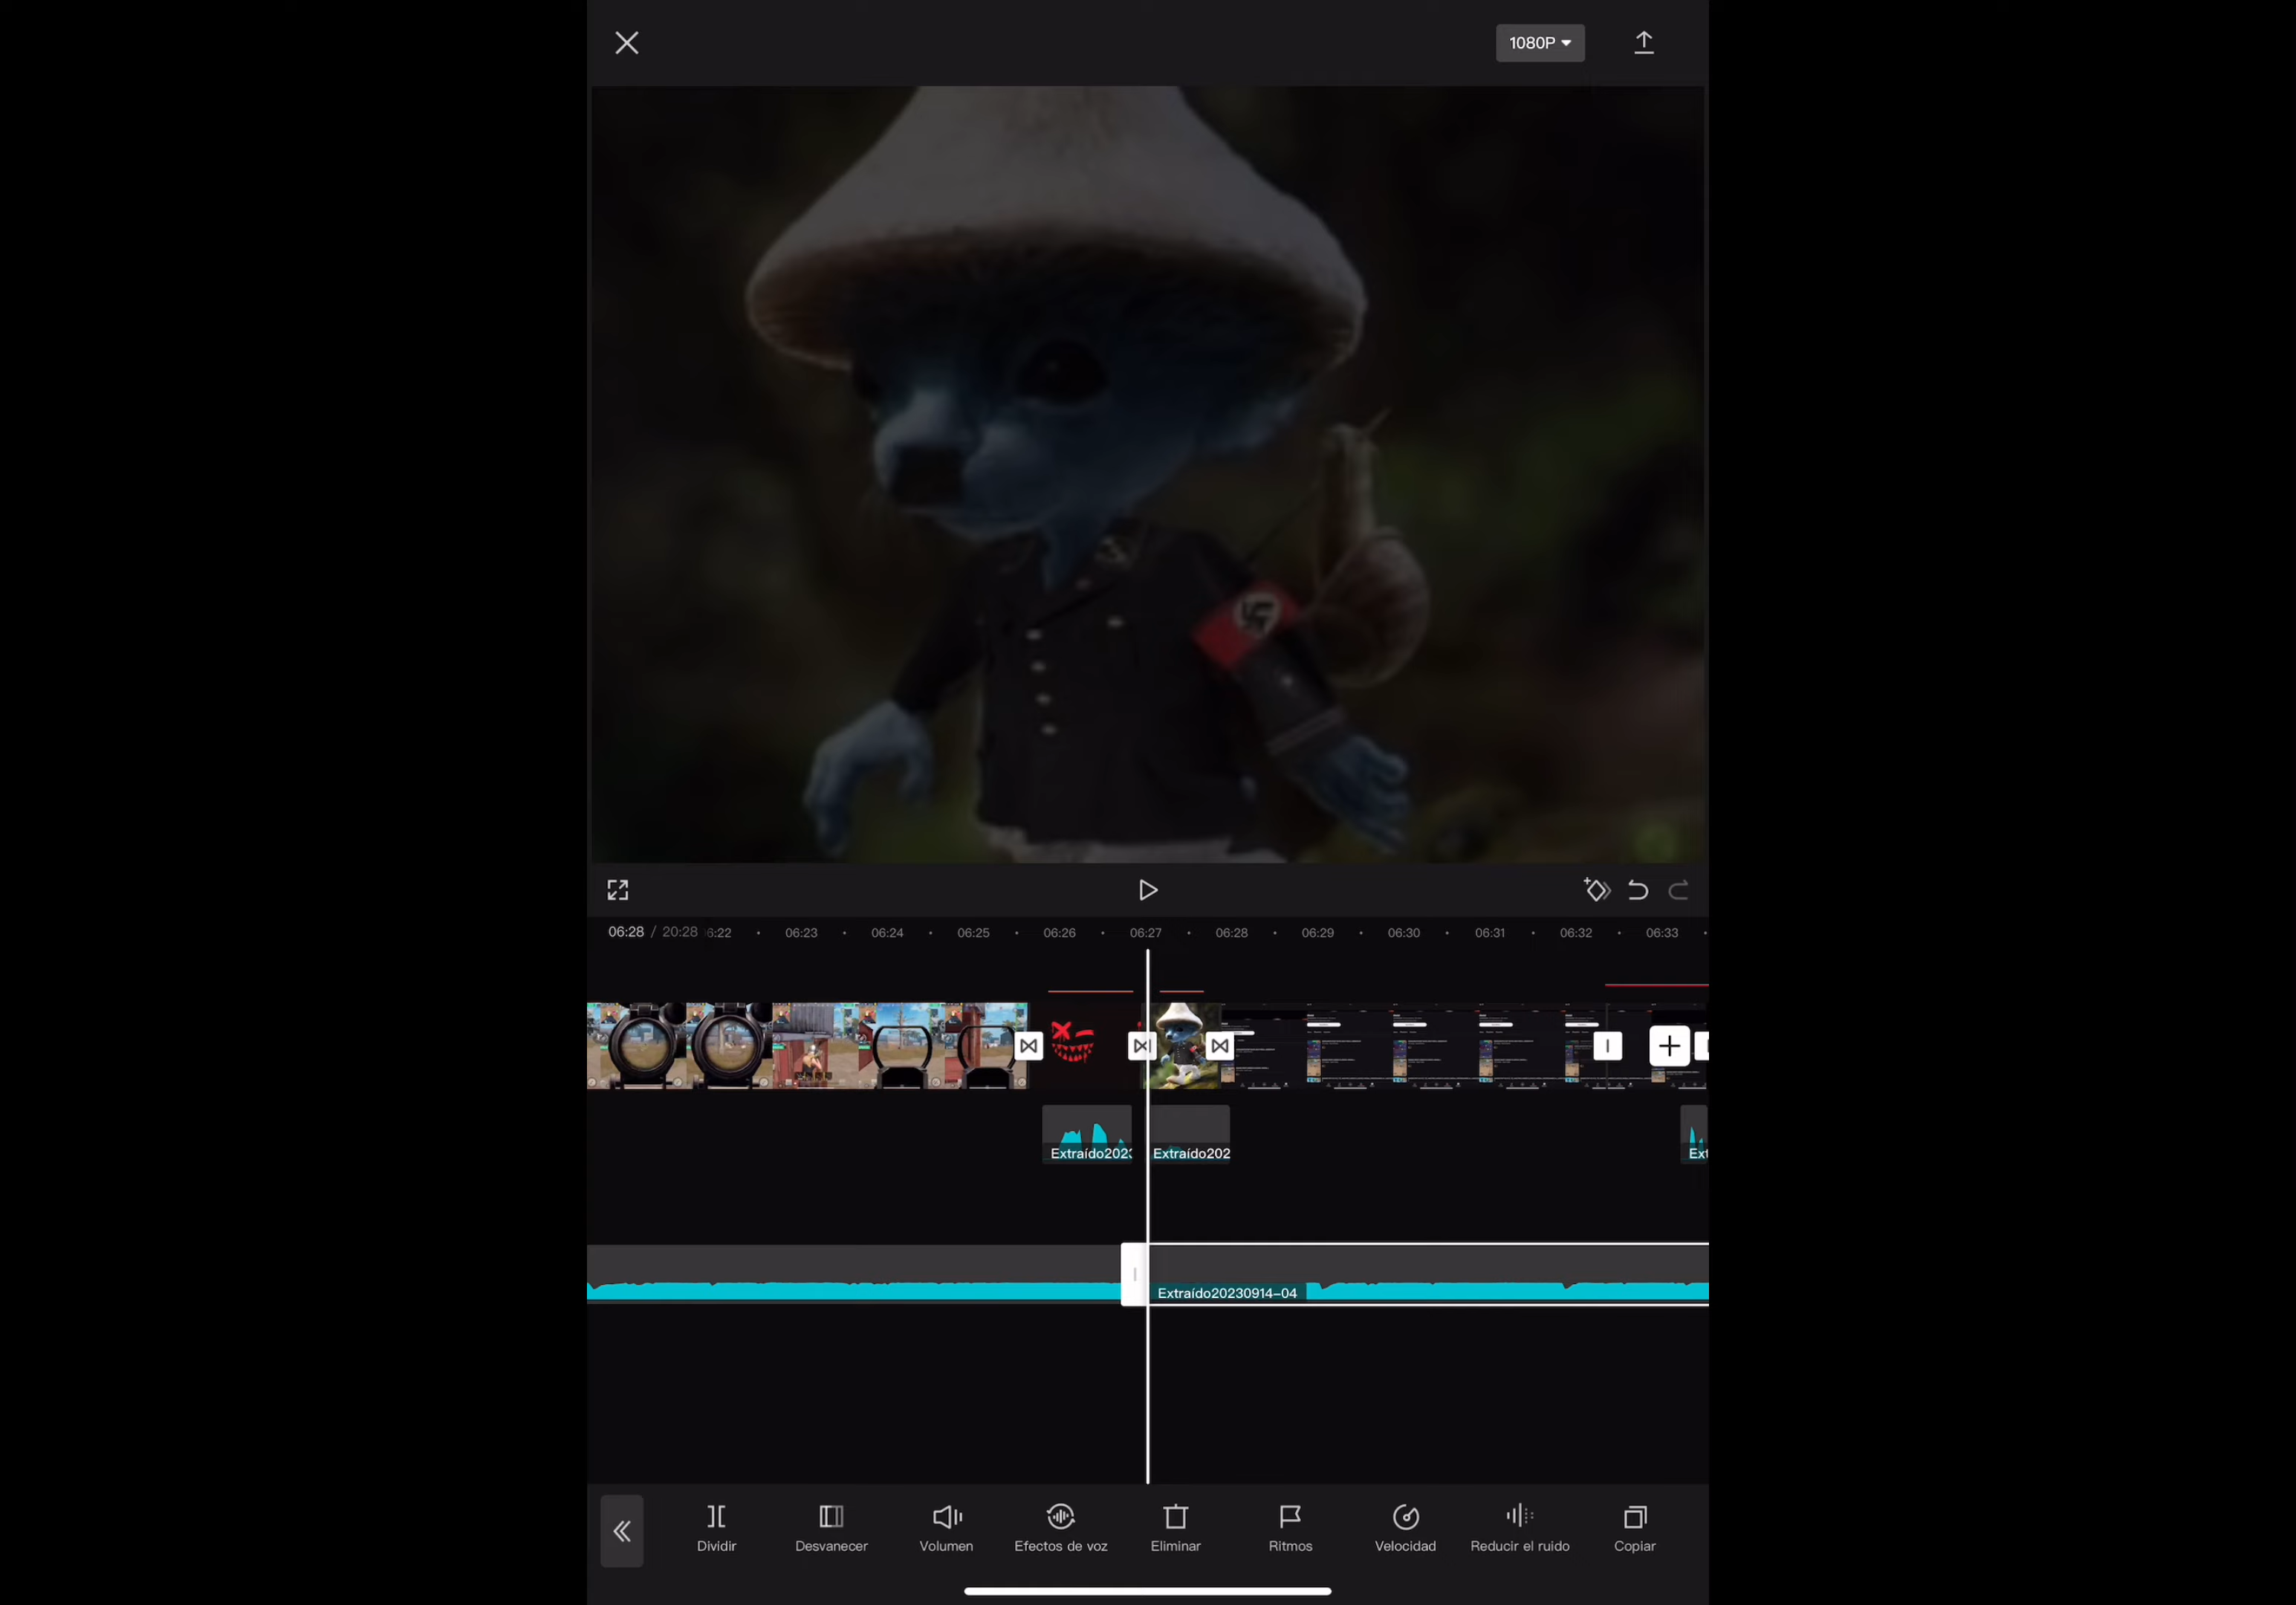 1080P
06:28 / 20:28
06:23
06:24
06:25
06:26
06:27
06:28
06:29
06:30
06:31
06:32
06:33
Extraído2023
Extraído202
Ext
Extraído20230914-04
Dividir
Desvanecer
Volumen
Efectos de voz
Eliminar
Ritmos
Velocidad
Reducir el ruido
Copiar